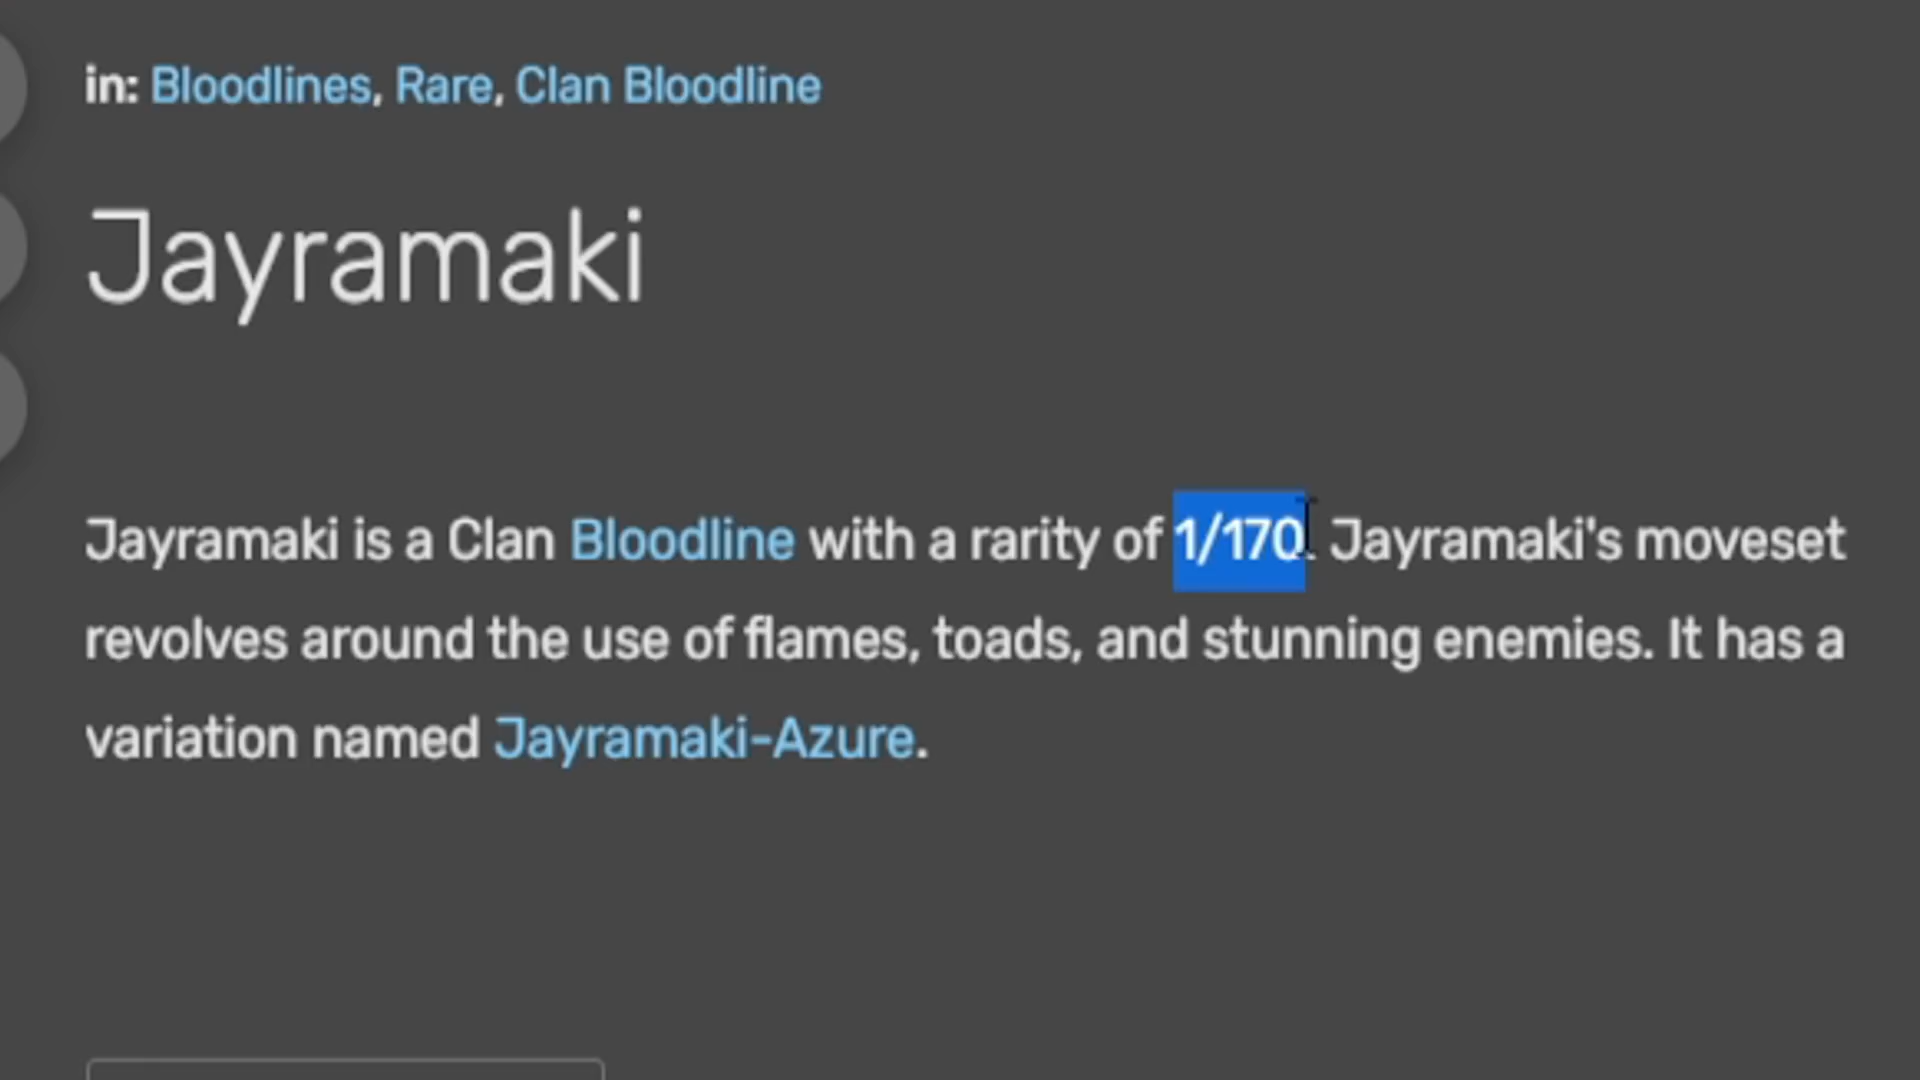 in: Bloodlines, Rare, Clan Bloodline
Jayramaki
Jayramaki is a Clan Bloodline with a rarity of 1/170. Jayramaki's moveset
revolves around the use of flames, toads, and stunning enemies. It has a
variation named Jayramaki-Azure.